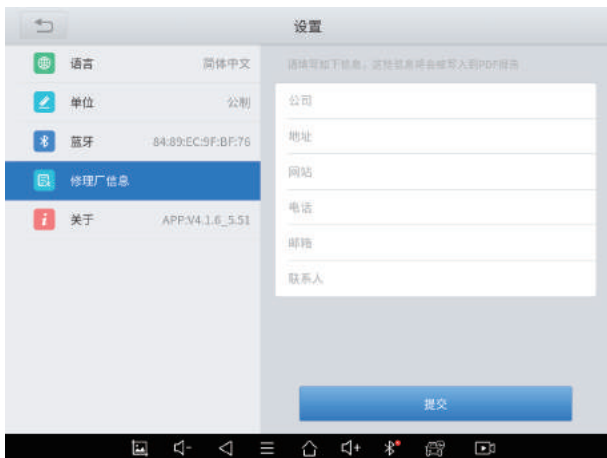 设置
语言 简体中文
单位 公制
蓝牙 84:89:EC:9F:BF:76
修理厂信息
关于 APP:V4.1.6_5.51
请填写如下信息，这些信息将会被写入到PDF报告
公司
地址
网站
电话
邮箱
联系人
提交